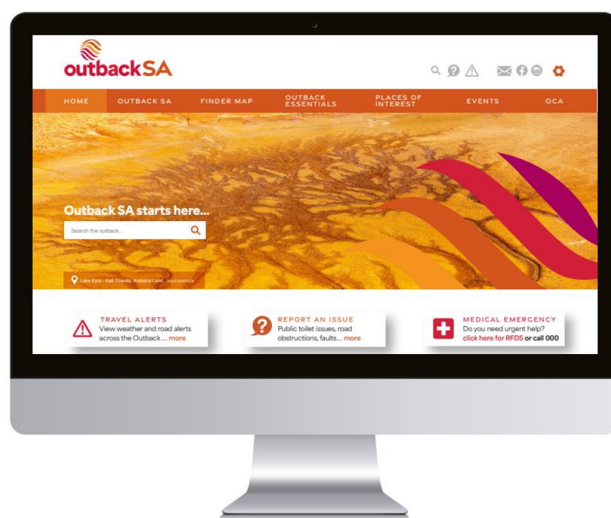 outbackSA
HOME
OUTBACK SA
FINDER MAP
OUTBACK
ESSENTIALS
PLACES OF
INTEREST
EVENTS
OCA
Outback SA starts here...
Search the outback...
TRAVEL ALERTS
View weather and road alerts
across the Outback ... more
REPORT AN ISSUE
Public toilet issues, road
obstructions, faults.... more
MEDICAL EMERGENCY
Do you need urgent help?
click here for RFDS or call 000